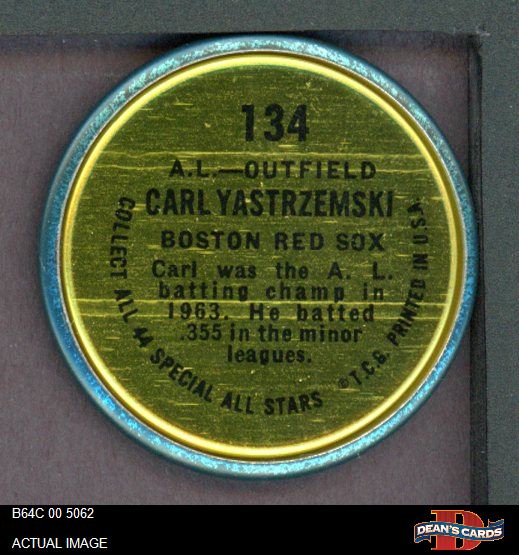 134
A.L.—OUTFIELD
CARL YASTRZEMSKI
BOSTON RED SOX
Carl was the A. L.
batting champ in
1963. He batted
.355 in the minor
leagues.
COLLECT ALL 44 SPECIAL ALL STARS
©T.C.G. PRINTED IN U.S.A.
B64C 00 5062
ACTUAL IMAGE
DEAN'S CARDS